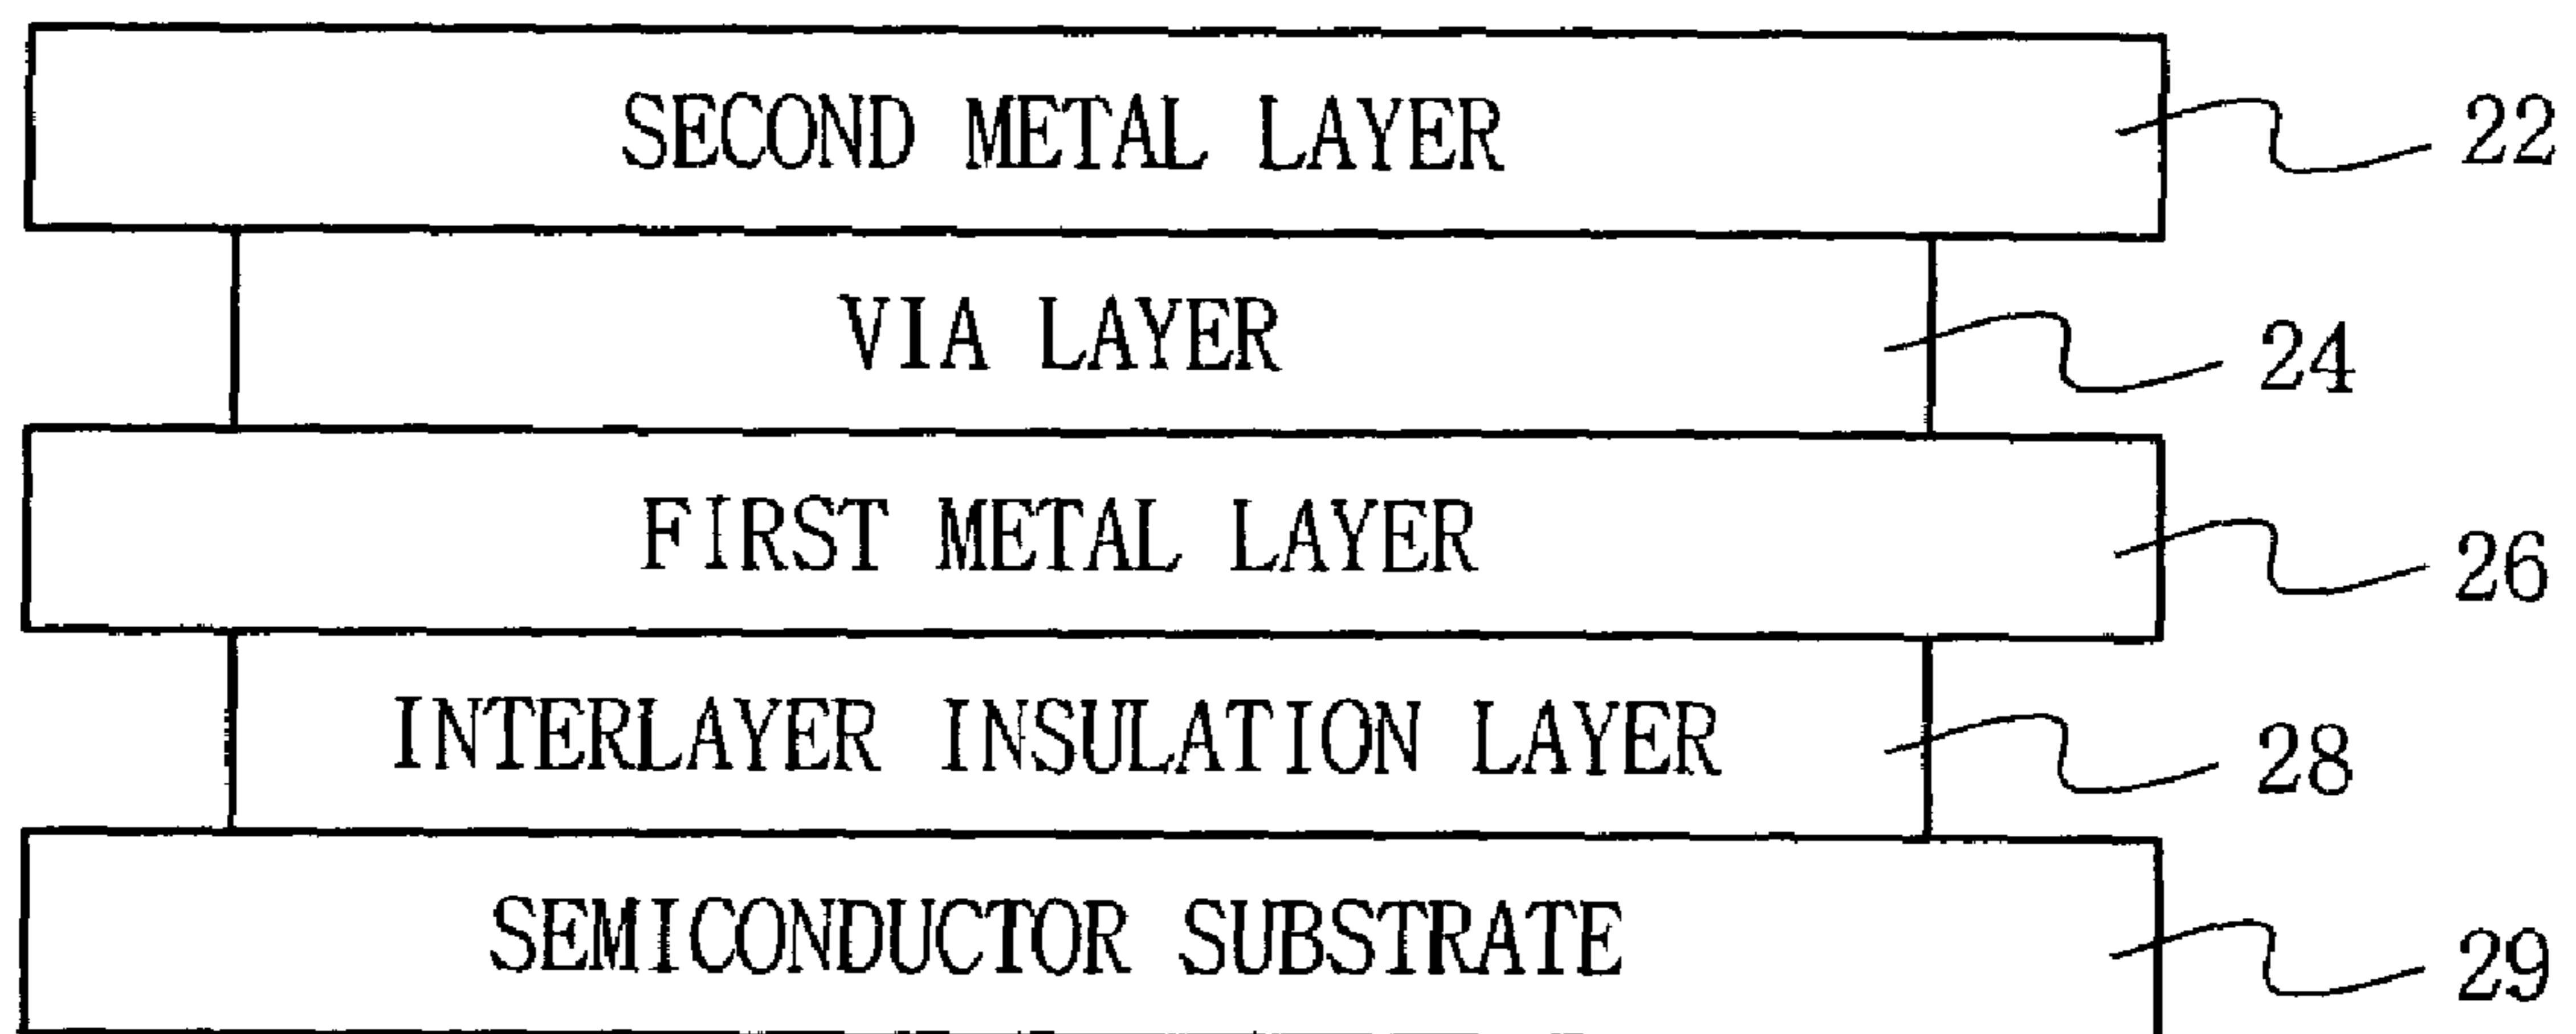 SECOND METAL LAYER 22
VIA LAYER 24
FIRST METAL LAYER 26
INTERLAYER INSULATION LAYER 28
SEMICONDUCTOR SUBSTRATE 29